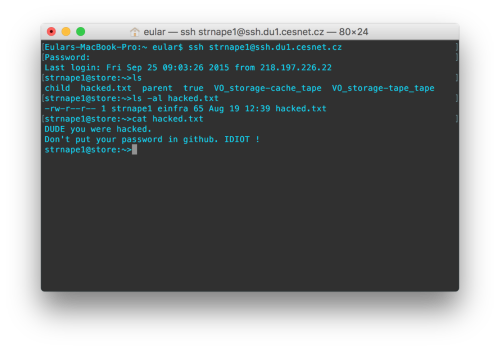 eular — ssh strnape1@ssh.du1.cesnet.cz — 80×24
[Eulars-MacBook-Pro:~ eular$ ssh strnape1@ssh.du1.cesnet.cz ]
[Password: ]
Last login: Fri Sep 25 09:03:26 2015 from 218.197.226.22
[strnape1@store:~>ls ]
child  hacked.txt  parent  true  VO_storage-cache_tape  VO_storage-tape_tape
[strnape1@store:~>ls -al hacked.txt ]
-rw-r--r-- 1 strnape1 einfra 65 Aug 19 12:39 hacked.txt
[strnape1@store:~>cat hacked.txt ]
DUDE you were hacked.
Don't put your password in github. IDIOT !
strnape1@store:~>